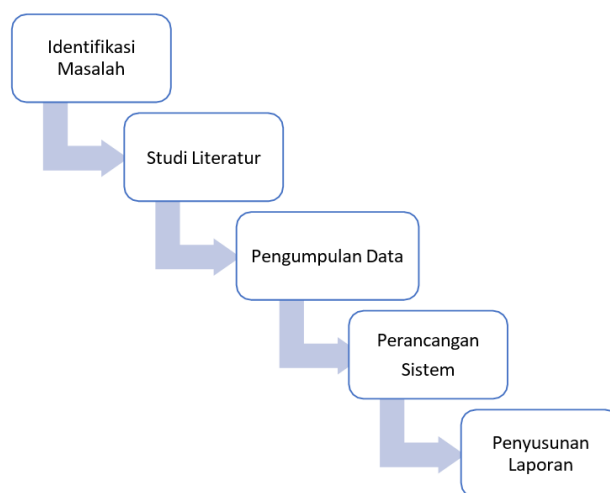 Identifikasi
Masalah
Studi Literatur
Pengumpulan Data
Perancangan
Sistem
Penyusunan
Laporan